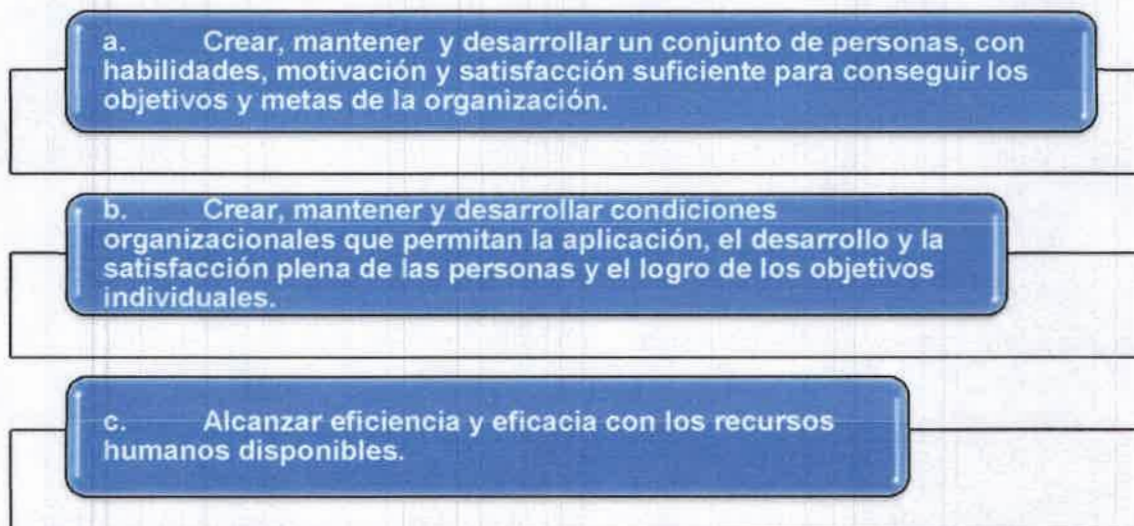 a. Crear, mantener y desarrollar un conjunto de personas, con
habilidades, motivación y satisfacción suficiente para conseguir los
objetivos y metas de la organización.
b. Crear, mantener y desarrollar condiciones
organizacionales que permitan la aplicación, el desarrollo y la
satisfacción plena de las personas y el logro de los objetivos
individuales.
c. Alcanzar eficiencia y eficacia con los recursos
humanos disponibles.